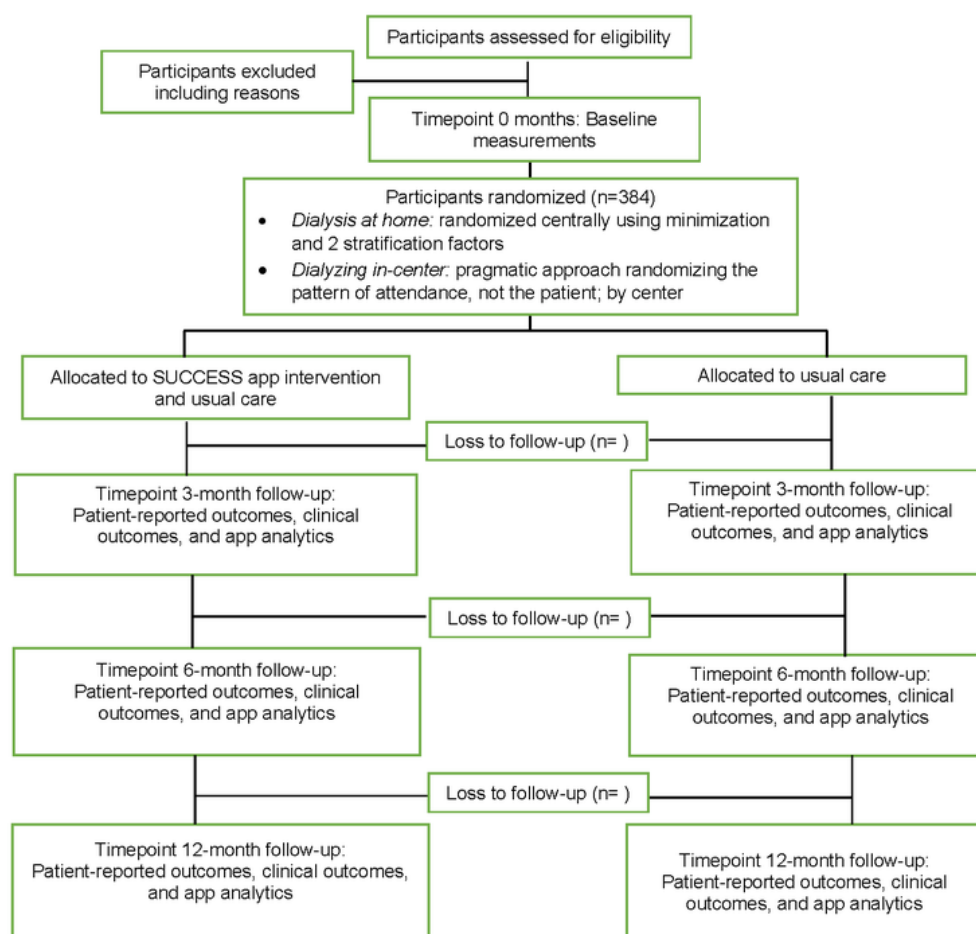 Participants assessed for eligibility
Participants excluded
including reasons
Timepoint 0 months: Baseline
measurements
Participants randomized (n=384)
• Dialysis at home: randomized centrally using minimization
and 2 stratification factors
• Dialyzing in-center: pragmatic approach randomizing the
pattern of attendance, not the patient; by center
Allocated to SUCCESS app intervention
and usual care
Allocated to usual care
Loss to follow-up (n= )
Timepoint 3-month follow-up:
Patient-reported outcomes, clinical
outcomes, and app analytics
Timepoint 3-month follow-up:
Patient-reported outcomes, clinical
outcomes, and app analytics
Loss to follow-up (n= )
Timepoint 6-month follow-up:
Patient-reported outcomes, clinical
outcomes, and app analytics
Timepoint 6-month follow-up:
Patient-reported outcomes, clinical
outcomes, and app analytics
Loss to follow-up (n= )
Timepoint 12-month follow-up:
Patient-reported outcomes, clinical outcomes,
and app analytics
Timepoint 12-month follow-up:
Patient-reported outcomes, clinical
outcomes, and app analytics